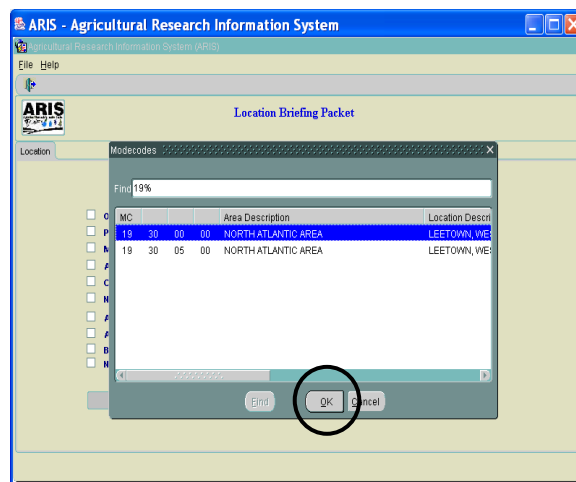 ARIS - Agricultural Research Information System
Agricultural Research Information System (ARIS)
File Help
ARIS
Location Briefing Packet
Location
Modecodes
Find 19%
MC Area Description Location Descri
19 30 00 00 NORTH ATLANTIC AREA LEETOWN, WES
19 30 05 00 NORTH ATLANTIC AREA LEETOWN, WES
O
P
M
A
C
N
A
A
B
N
Find OK Cancel